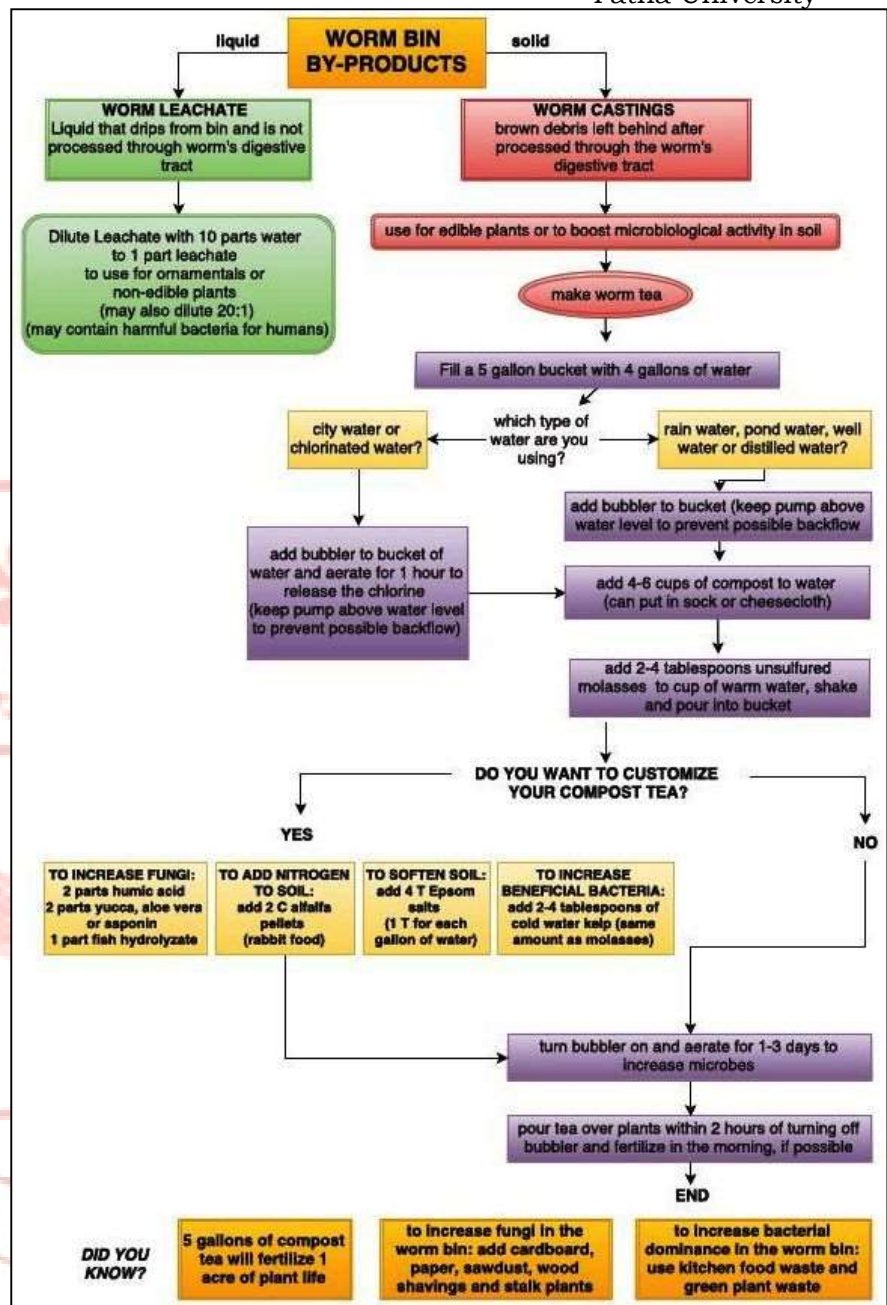 Patna University
liquid
WORM BIN
BY-PRODUCTS
solid
WORM LEACHATE
Liquid that drips from bin and is not
processed through worm's digestive
tract
WORM CASTINGS
brown debris left behind after
processed through the worm's
digestive tract
Dilute Leachate with 10 parts water
to 1 part leachate
to use for ornamentals or
non-edible plants
(may also dilute 20:1)
(may contain harmful bacteria for humans)
use for edible plants or to boost microbiological activity in soil
make worm tea
Fill a 5 gallon bucket with 4 gallons of water
city water or
chlorinated water?
which type of
water are you
using?
rain water, pond water, well
water or distilled water?
add bubbler to bucket (keep pump above
water level to prevent possible backflow
add bubbler to bucket of
water and aerate for 1 hour to
release the chlorine
(keep pump above water level
to prevent possible backflow)
add 4-6 cups of compost to water
(can put in sock or cheesecloth)
add 2-4 tablespoons unsulfured
molasses to cup of warm water, shake
and pour into bucket
DO YOU WANT TO CUSTOMIZE
YOUR COMPOST TEA?
YES
NO
TO INCREASE FUNGI:
2 parts humic acid
2 parts yucca, aloe vera
or asponin
1 part fish hydrolyzate
TO ADD NITROGEN
TO SOIL:
add 2 C alfalfa
pellets
(rabbit food)
TO SOFTEN SOIL:
add 4 T Epsom
salts
(1 T for each
gallon of water)
TO INCREASE
BENEFICIAL BACTERIA:
add 2-4 tablespoons of
cold water kelp (same
amount as molasses)
turn bubbler on and aerate for 1-3 days to
increase microbes
pour tea over plants within 2 hours of turning off
bubbler and fertilize in the morning, if possible
END
DID YOU
KNOW?
5 gallons of compost
tea will fertilize 1
acre of plant life
to increase fungi in the
worm bin: add cardboard,
paper, sawdust, wood
shavings and stalk plants
to increase bacterial
dominance in the worm bin:
use kitchen food waste and
green plant waste